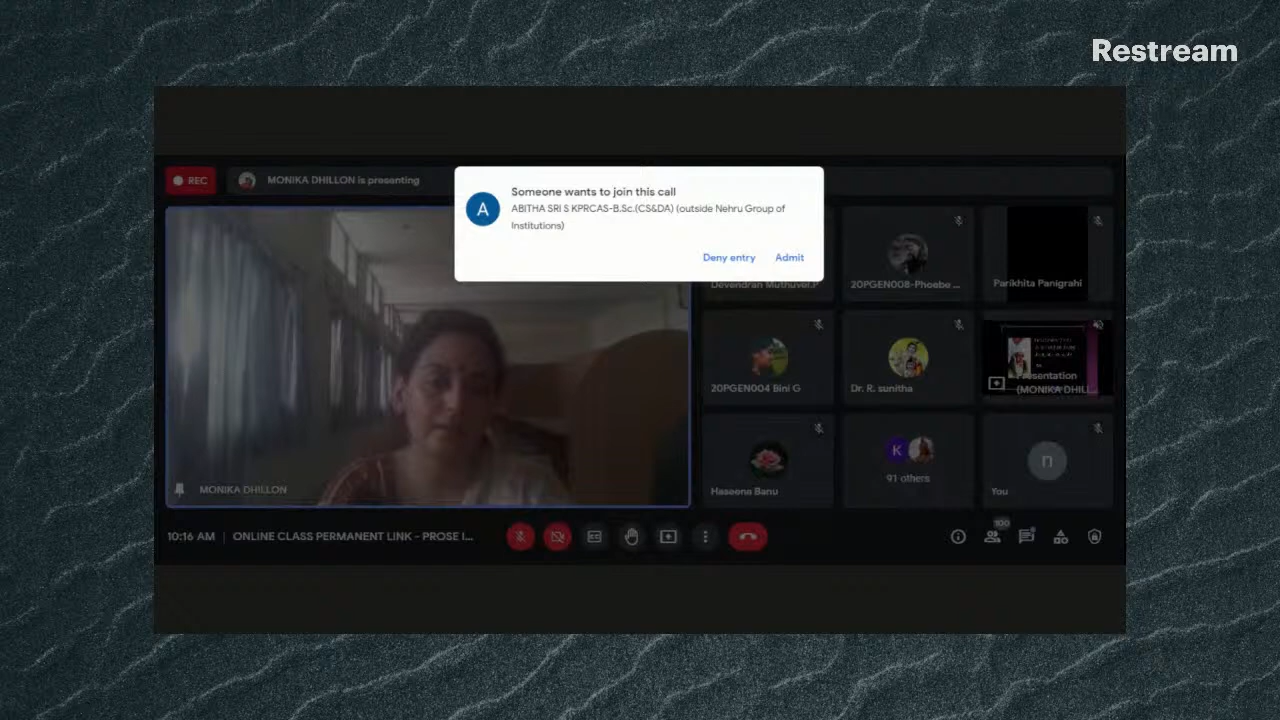 Restream
REC
MONIKA DHILLON is presenting
Someone wants to join this call
A
ABITHA SRI S KPRCAS-B.Sc.(CS&DA) (outside Nehru Group of
Institutions)
Deny entry
Admit
Devendran Muthuvel.P
20PGEN008-Phoebe ...
Parikhita Panigrahi
20PGEN004 Bini G
Dr. R. sunitha
Presentation
(MONIKA DHILL...
MONIKA DHILLON
Haseena Banu
K
91 others
n
You
10:16 AM | ONLINE CLASS PERMANENT LINK - PROSE I...
100